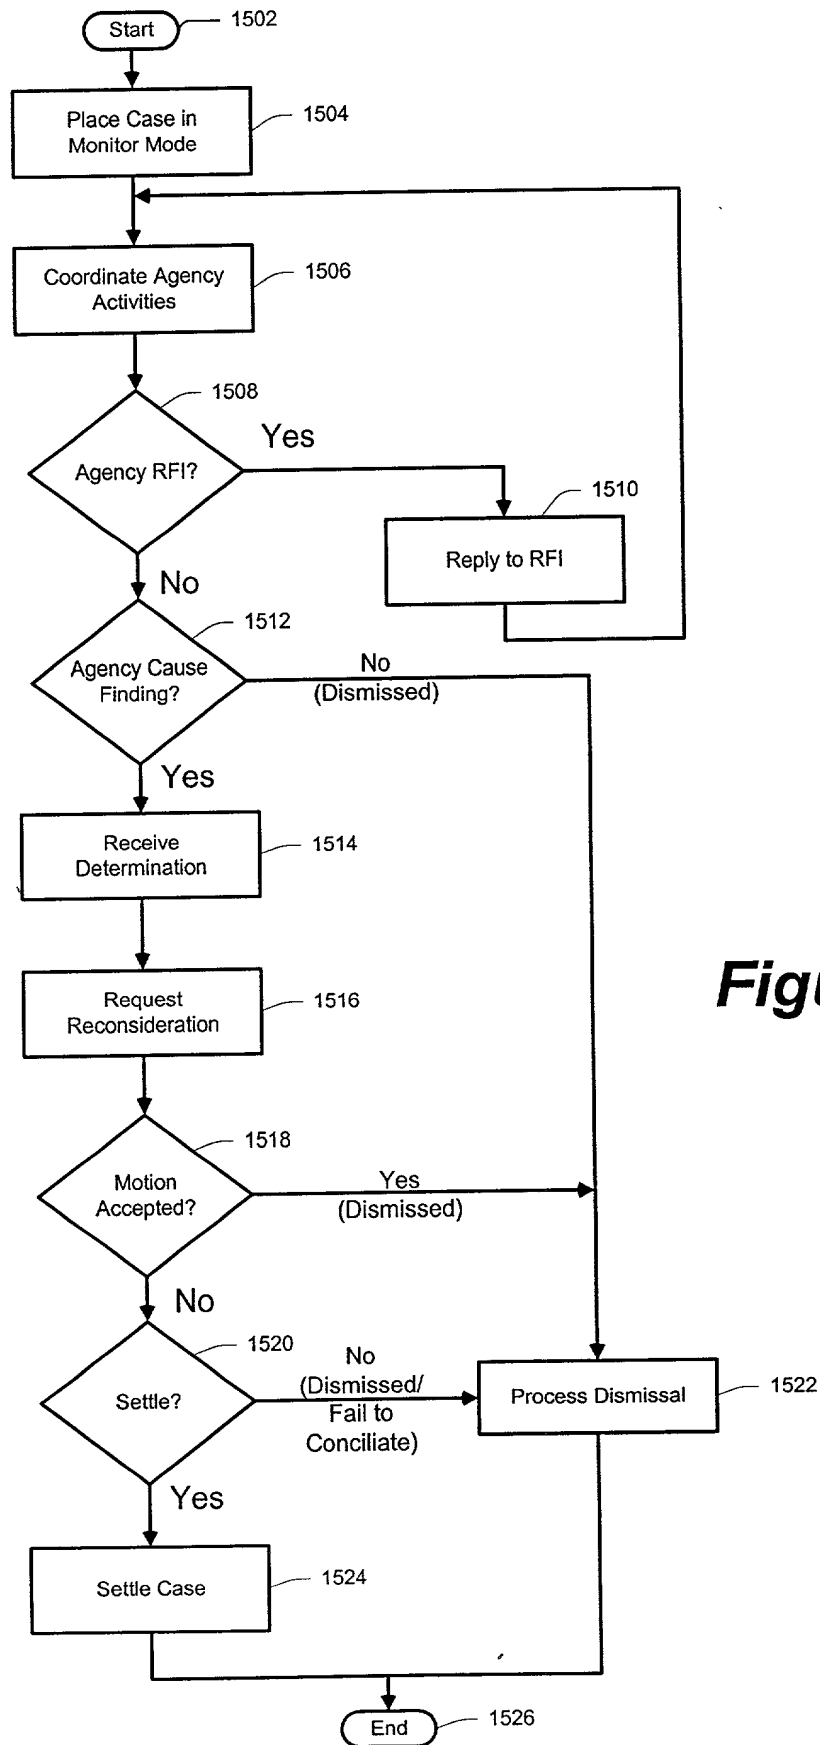 Start
1502
Place Case in
Monitor Mode
1504
Coordinate Agency
Activities
1506
1508
Agency RFI?
Yes
1510
Reply to RFI
No
1512
Agency Cause
Finding?
No
(Dismissed)
Yes
Receive
Determination
1514
Request
Reconsideration
1516
Figu
1518
Motion
Accepted?
Yes
(Dismissed)
No
1520
Settle?
No
(Dismissed/
Fail to
Conciliate)
Process Dismissal
1522
Yes
Settle Case
1524
End
1526